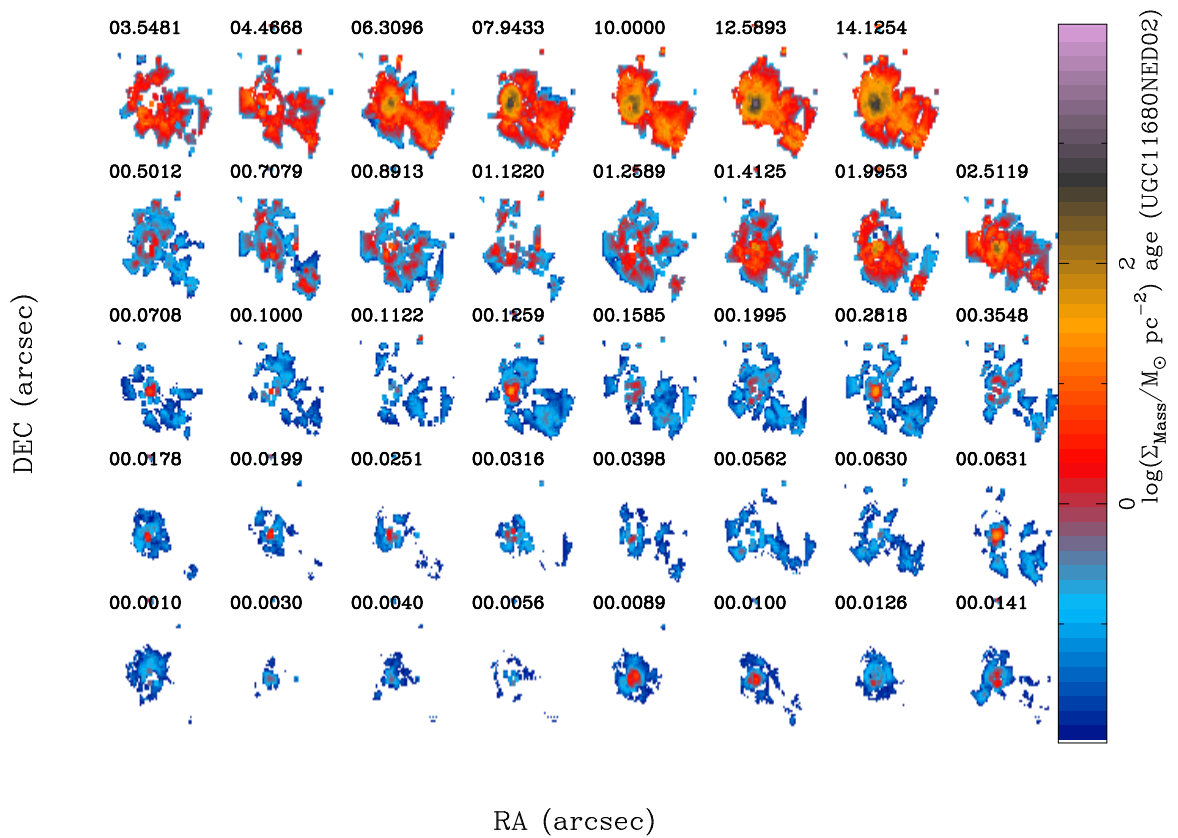 03.5481 04.4668 06.3096 07.9433 10.0000 12.5893 14.1254
00.5012 00.7079 00.8913 01.1220 01.2589 01.4125 01.9953 02.5119
00.0708 00.1000 00.1122 00.1259 00.1585 00.1995 00.2818 00.3548
00.0178 00.0199 00.0251 00.0316 00.0398 00.0562 00.0630 00.0631
00.0010 00.0030 00.0040 00.0056 00.0089 00.0100 00.0126 00.0141
DEC (arcsec)
RA (arcsec)
2
0
log(Σ_Mass/M_⊙ pc^−2) age (UGC11680NED02)